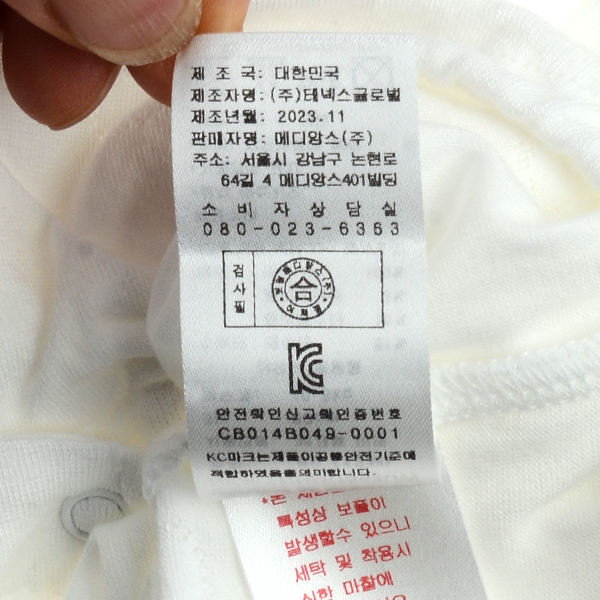 제 조 국: 대한민국
제조자명: (주)테넥스글로벌
제조년월: 2023.11
판매자명: 메디앙스(주)
주소: 서울시 강남구 논현로
64길 4 메디앙스401빌딩
소 비 자 상 담 실
080-023-6363
검사필
합
KC
안전확인신고확인증번호
CB014B049-0001
KC마크는제품이공통안전기준에
적합하였음을의미합니다.
특성상 보풀이
발생할수 있으니
세탁 및 착용시
마찰에